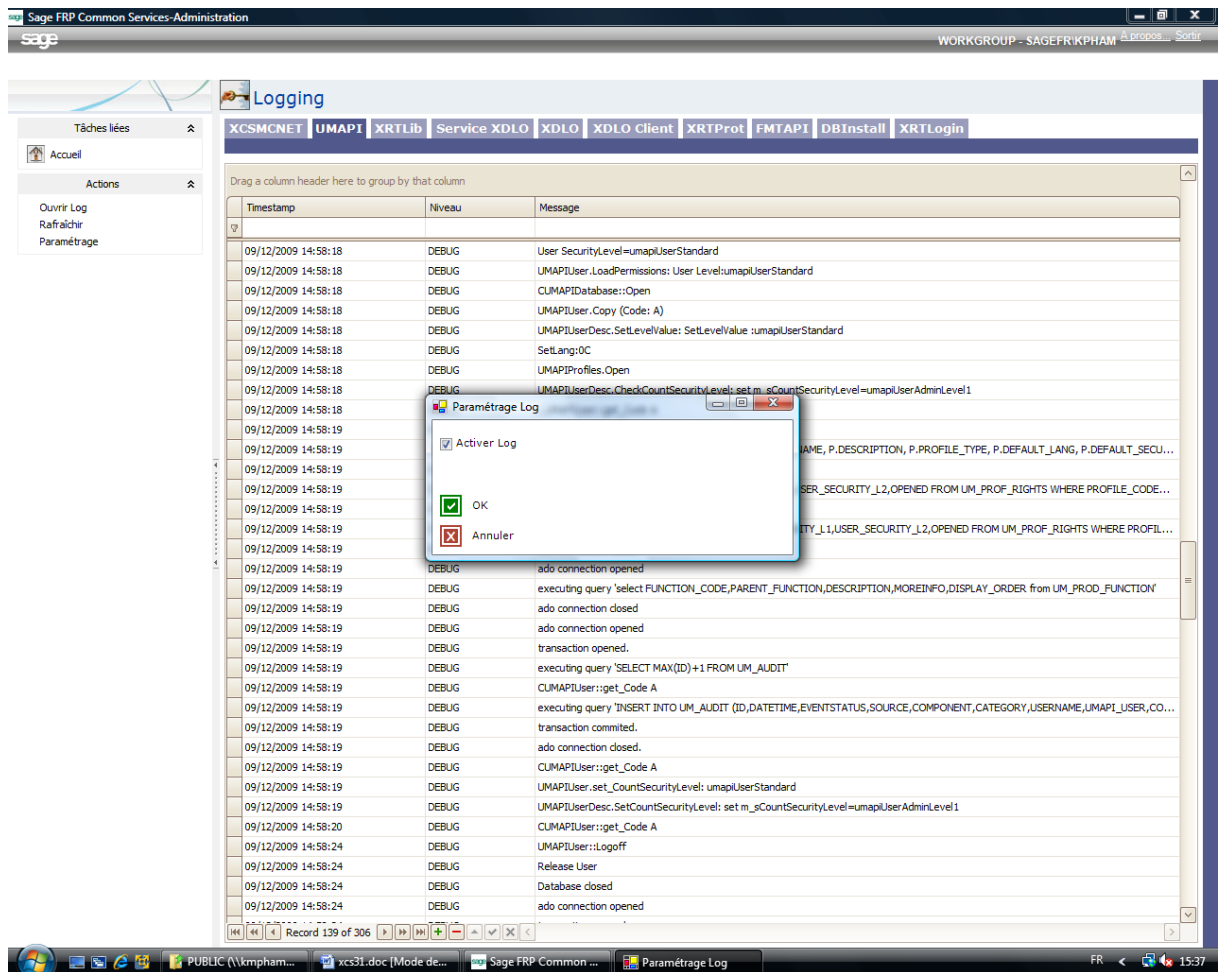 sage Sage FRP Common Services-Administration
sage
WORKGROUP - SAGEFR\KPHAM A propos... Sortir
Logging
Tâches liées
Accueil
Actions
Ouvrir Log
Rafraîchir
Paramétrage
XCSMCNET UMAPI XRTLib Service XDLO XDLO XDLO Client XRTProt FMTAPI DBInstall XRTLogin
Drag a column header here to group by that column
Timestamp Niveau Message
09/12/2009 14:58:18 DEBUG User SecurityLevel=umapiUserStandard
09/12/2009 14:58:18 DEBUG UMAPIUser.LoadPermissions: User Level:umapiUserStandard
09/12/2009 14:58:18 DEBUG CUMAPIDatabase::Open
09/12/2009 14:58:18 DEBUG UMAPIUser.Copy (Code: A)
09/12/2009 14:58:18 DEBUG UMAPIUserDesc.SetLevelValue: SetLevelValue :umapiUserStandard
09/12/2009 14:58:18 DEBUG SetLang:0C
09/12/2009 14:58:18 DEBUG UMAPIProfiles.Open
09/12/2009 14:58:18 DEBUG UMAPIUserDesc.CheckCountSecurityLevel: set m_sCountSecurityLevel=umapiUserAdminLevel1
09/12/2009 14:58:18
09/12/2009 14:58:19
09/12/2009 14:58:19 P.DESCRIPTION, P.PROFILE_TYPE, P.DEFAULT_LANG, P.DEFAULT_SECU...
09/12/2009 14:58:19
09/12/2009 14:58:19 SER_SECURITY_L2,OPENED FROM UM_PROF_RIGHTS WHERE PROFILE_CODE...
09/12/2009 14:58:19
09/12/2009 14:58:19 ITY_L1,USER_SECURITY_L2,OPENED FROM UM_PROF_RIGHTS WHERE PROFIL...
09/12/2009 14:58:19
Paramétrage Log
Activer Log
OK
Annuler
09/12/2009 14:58:19 DEBUG ado connection opened
09/12/2009 14:58:19 DEBUG executing query 'select FUNCTION_CODE,PARENT_FUNCTION,DESCRIPTION,MOREINFO,DISPLAY_ORDER from UM_PROD_FUNCTION'
09/12/2009 14:58:19 DEBUG ado connection closed
09/12/2009 14:58:19 DEBUG ado connection opened
09/12/2009 14:58:19 DEBUG transaction opened.
09/12/2009 14:58:19 DEBUG executing query 'SELECT MAX(ID)+1 FROM UM_AUDIT'
09/12/2009 14:58:19 DEBUG CUMAPIUser::get_Code A
09/12/2009 14:58:19 DEBUG executing query 'INSERT INTO UM_AUDIT (ID,DATETIME,EVENTSTATUS,SOURCE,COMPONENT,CATEGORY,USERNAME,UMAPI_USER,CO...
09/12/2009 14:58:19 DEBUG transaction commited.
09/12/2009 14:58:19 DEBUG ado connection closed.
09/12/2009 14:58:19 DEBUG CUMAPIUser::get_Code A
09/12/2009 14:58:19 DEBUG UMAPIUser.set_CountSecurityLevel: umapiUserStandard
09/12/2009 14:58:19 DEBUG UMAPIUserDesc.SetCountSecurityLevel: set m_sCountSecurityLevel=umapiUserAdminLevel1
09/12/2009 14:58:20 DEBUG CUMAPIUser::get_Code A
09/12/2009 14:58:24 DEBUG UMAPIUser::Logoff
09/12/2009 14:58:24 DEBUG Release User
09/12/2009 14:58:24 DEBUG Database closed
09/12/2009 14:58:24 DEBUG ado connection opened
Record 139 of 306
PUBLIC (\\kmpham... xcs31.doc [Mode de... Sage FRP Common ... Paramétrage Log FR 15:37